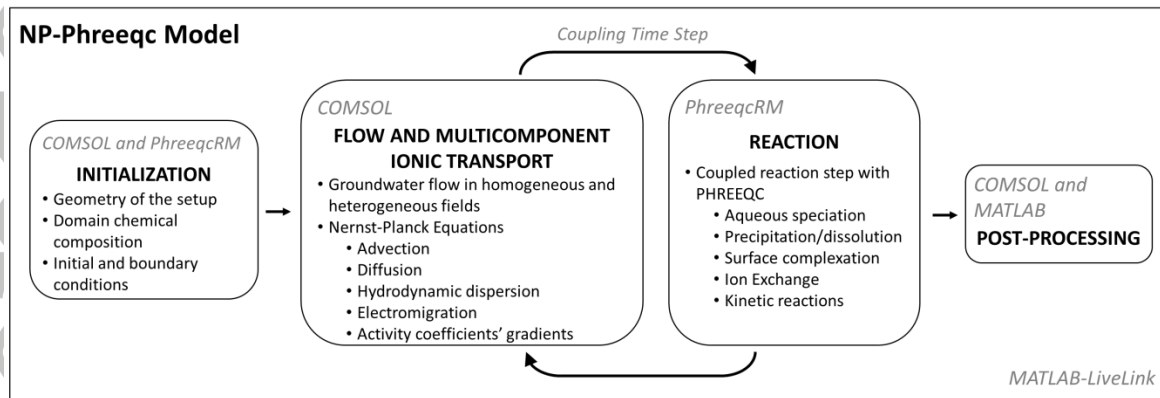 NP-Phreeqc Model
Coupling Time Step
COMSOL and PhreeqcRM
INITIALIZATION
• Geometry of the setup
• Domain chemical
composition
• Initial and boundary
conditions
COMSOL
FLOW AND MULTICOMPONENT
IONIC TRANSPORT
• Groundwater flow in homogeneous and
heterogeneous fields
• Nernst-Planck Equations
• Advection
• Diffusion
• Hydrodynamic dispersion
• Electromigration
• Activity coefficients' gradients
PhreeqcRM
REACTION
• Coupled reaction step with
PHREEQC
• Aqueous speciation
• Precipitation/dissolution
• Surface complexation
• Ion Exchange
• Kinetic reactions
COMSOL and
MATLAB
POST-PROCESSING
MATLAB-LiveLink